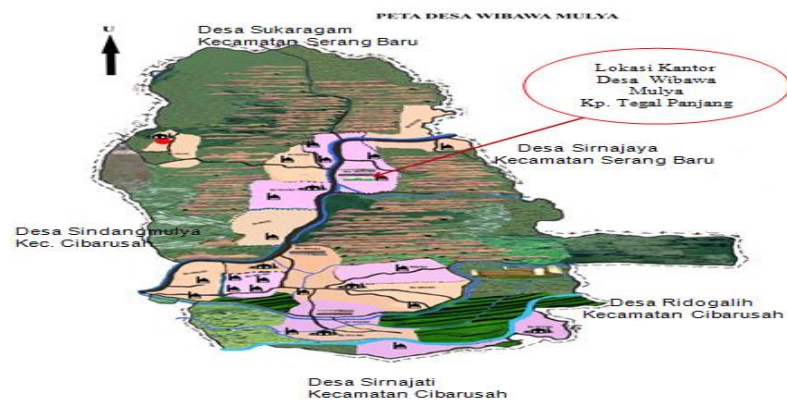 PETA DESA WIBAWA MULYA
Desa Sukaragam
Kecamatan Serang Baru
U
Lokasi Kantor
Desa Wibawa
Mulya
Kp. Tegal Panjang
Desa Sirnajaya
Kecamatan Serang Baru
Desa Sindangmulya
Kec. Cibarusah
Desa Ridogalih
Kecamatan Cibarusah
Desa Sirnajati
Kecamatan Cibarusah